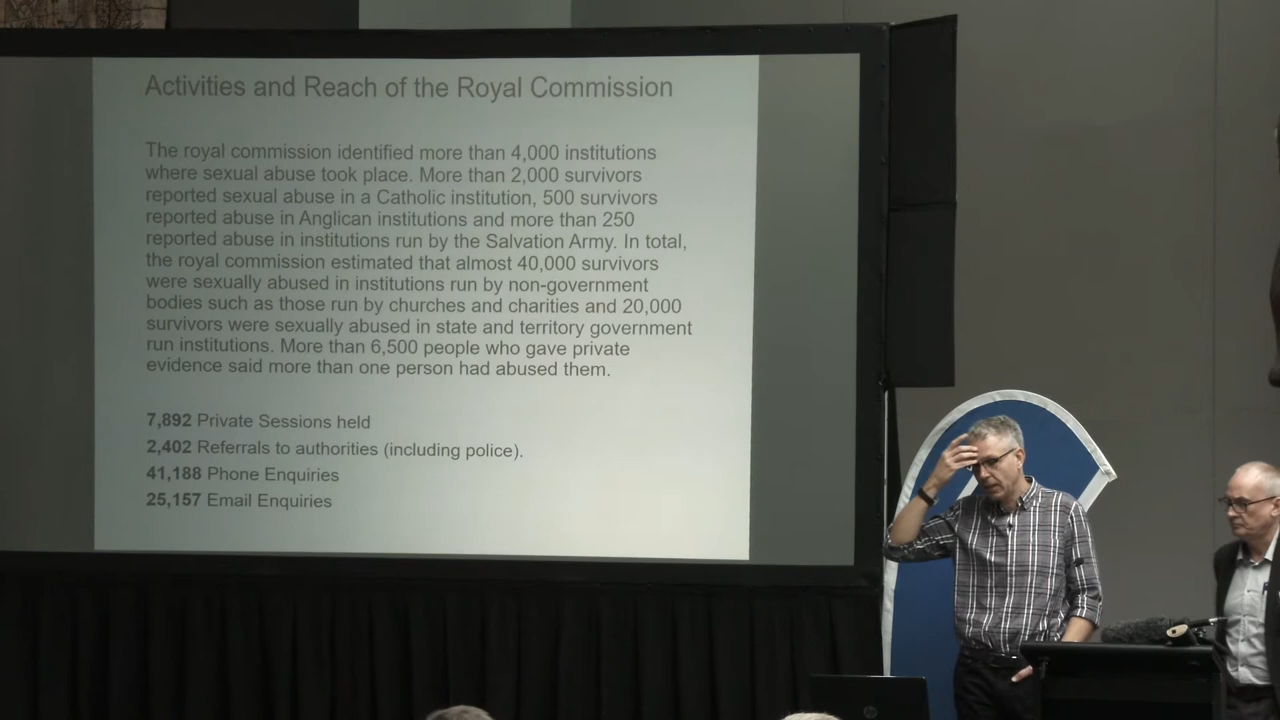 Activities and Reach of the Royal Commission
The royal commission identified more than 4,000 institutions
where sexual abuse took place. More than 2,000 survivors
reported sexual abuse in a Catholic institution, 500 survivors
reported abuse in Anglican institutions and more than 250
reported abuse in institutions run by the Salvation Army. In total,
the royal commission estimated that almost 40,000 survivors
were sexually abused in institutions run by non-government
bodies such as those run by churches and charities and 20,000
survivors were sexually abused in state and territory government
run institutions. More than 6,500 people who gave private
evidence said more than one person had abused them.
7,892 Private Sessions held
2,402 Referrals to authorities (including police).
41,188 Phone Enquiries
25,157 Email Enquiries